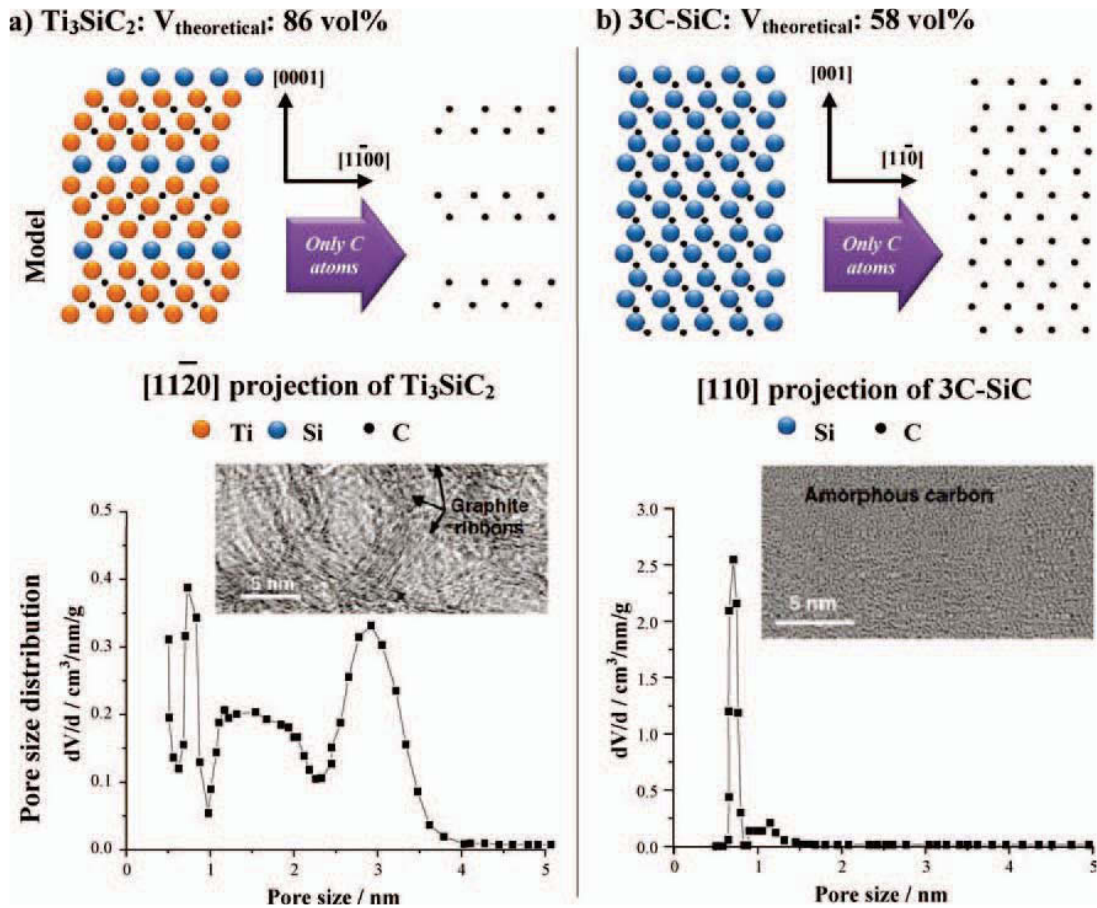 a) Ti₃SiC₂: V_theoretical: 86 vol%
[0001]
[11̅00]
Only C
atoms
Model
[112̅0] projection of Ti₃SiC₂
Ti Si C
Graphite
ribbons
5 nm
Pore size distribution
dV/d / cm³/nm/g
0.5
0.4
0.3
0.2
0.1
0.0
0 1 2 3 4 5
Pore size / nm
b) 3C-SiC: V_theoretical: 58 vol%
[001]
[11̅0]
Only C
atoms
[110] projection of 3C-SiC
Si C
Amorphous carbon
5 nm
dV/d / cm³/nm/g
3.0
2.5
2.0
1.5
1.0
0.5
0.0
0 1 2 3 4 5
Pore size / nm